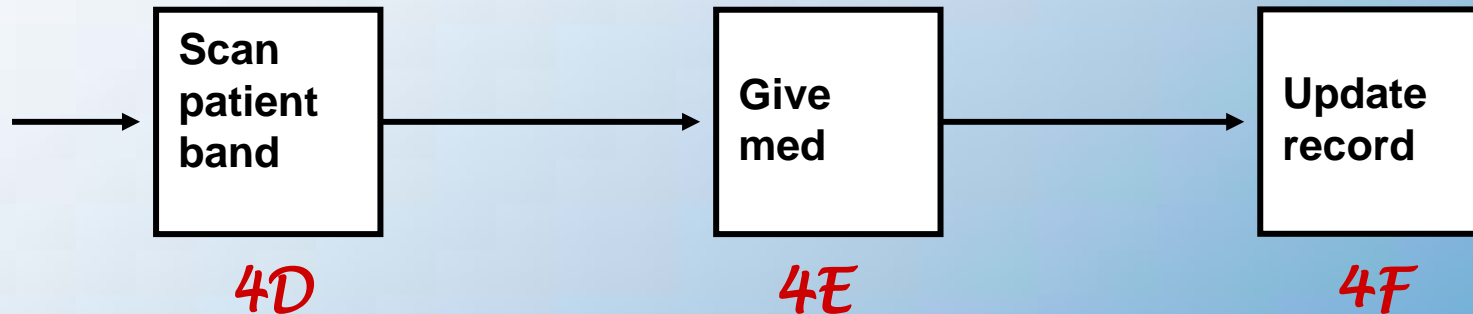 Scan
patient
band
Give
med
Update
record
4D
4E
4F